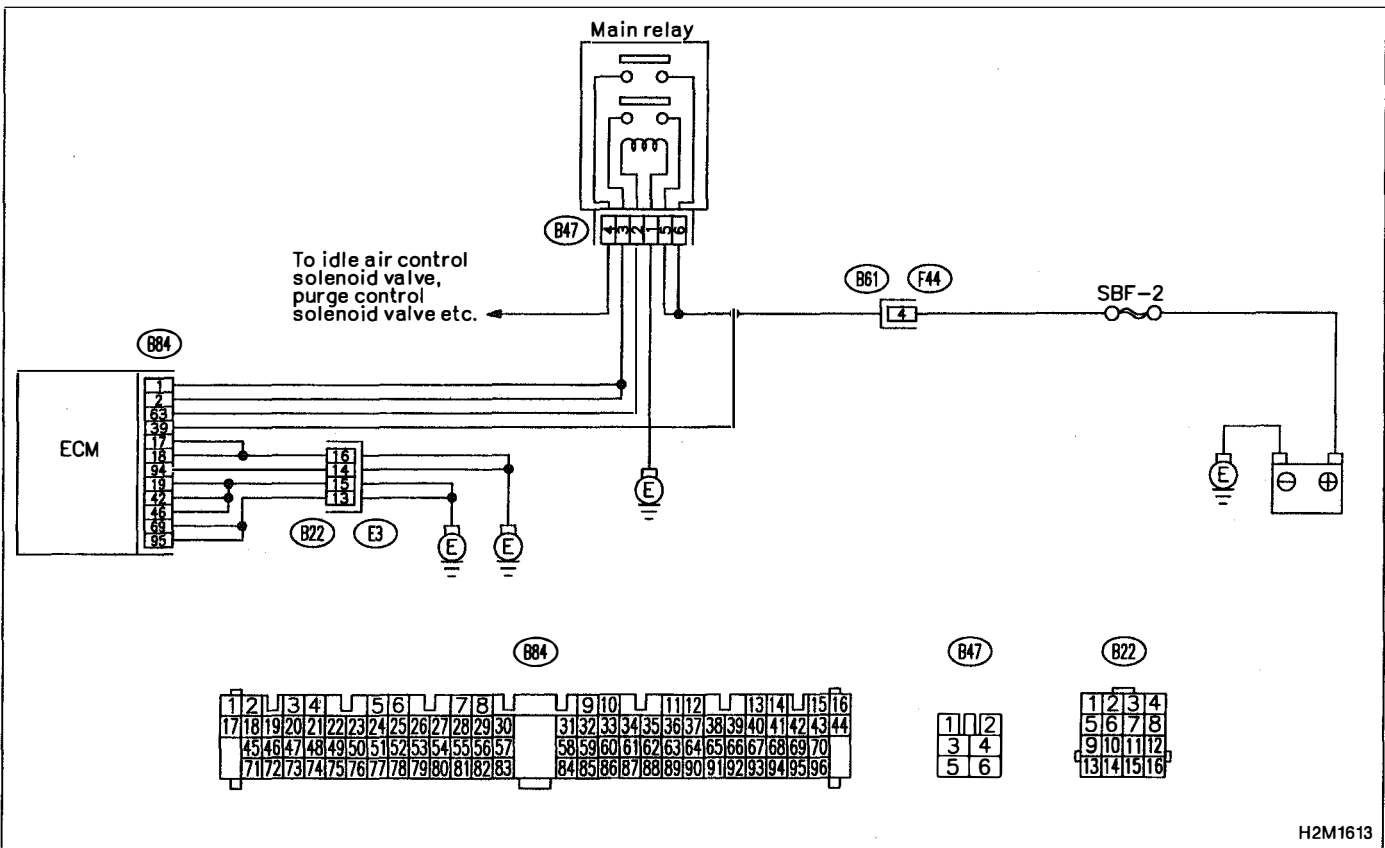 Main relay
4 3 2 1 5 6
B47
To idle air control
solenoid valve,
purge control
solenoid valve etc.
B61 F44
4
SBF-2
B84
ECM
1
2
63
39
17
18
94
19
42
46
69
95
16
14
15
13
B22 E3
E
E
E
E
⊖ ⊕
B84
1 2 3 4 5 6 7 8 9 10 11 12 13 14 15 16
17 18 19 20 21 22 23 24 25 26 27 28 29 30 31 32 33 34 35 36 37 38 39 40 41 42 43 44
45 46 47 48 49 50 51 52 53 54 55 56 57 58 59 60 61 62 63 64 65 66 67 68 69 70
71 72 73 74 75 76 77 78 79 80 81 82 83 84 85 86 87 88 89 90 91 92 93 94 95 96
B47
1 2
3 4
5 6
B22
1 2 3 4
5 6 7 8
9 10 11 12
13 14 15 16
H2M1613